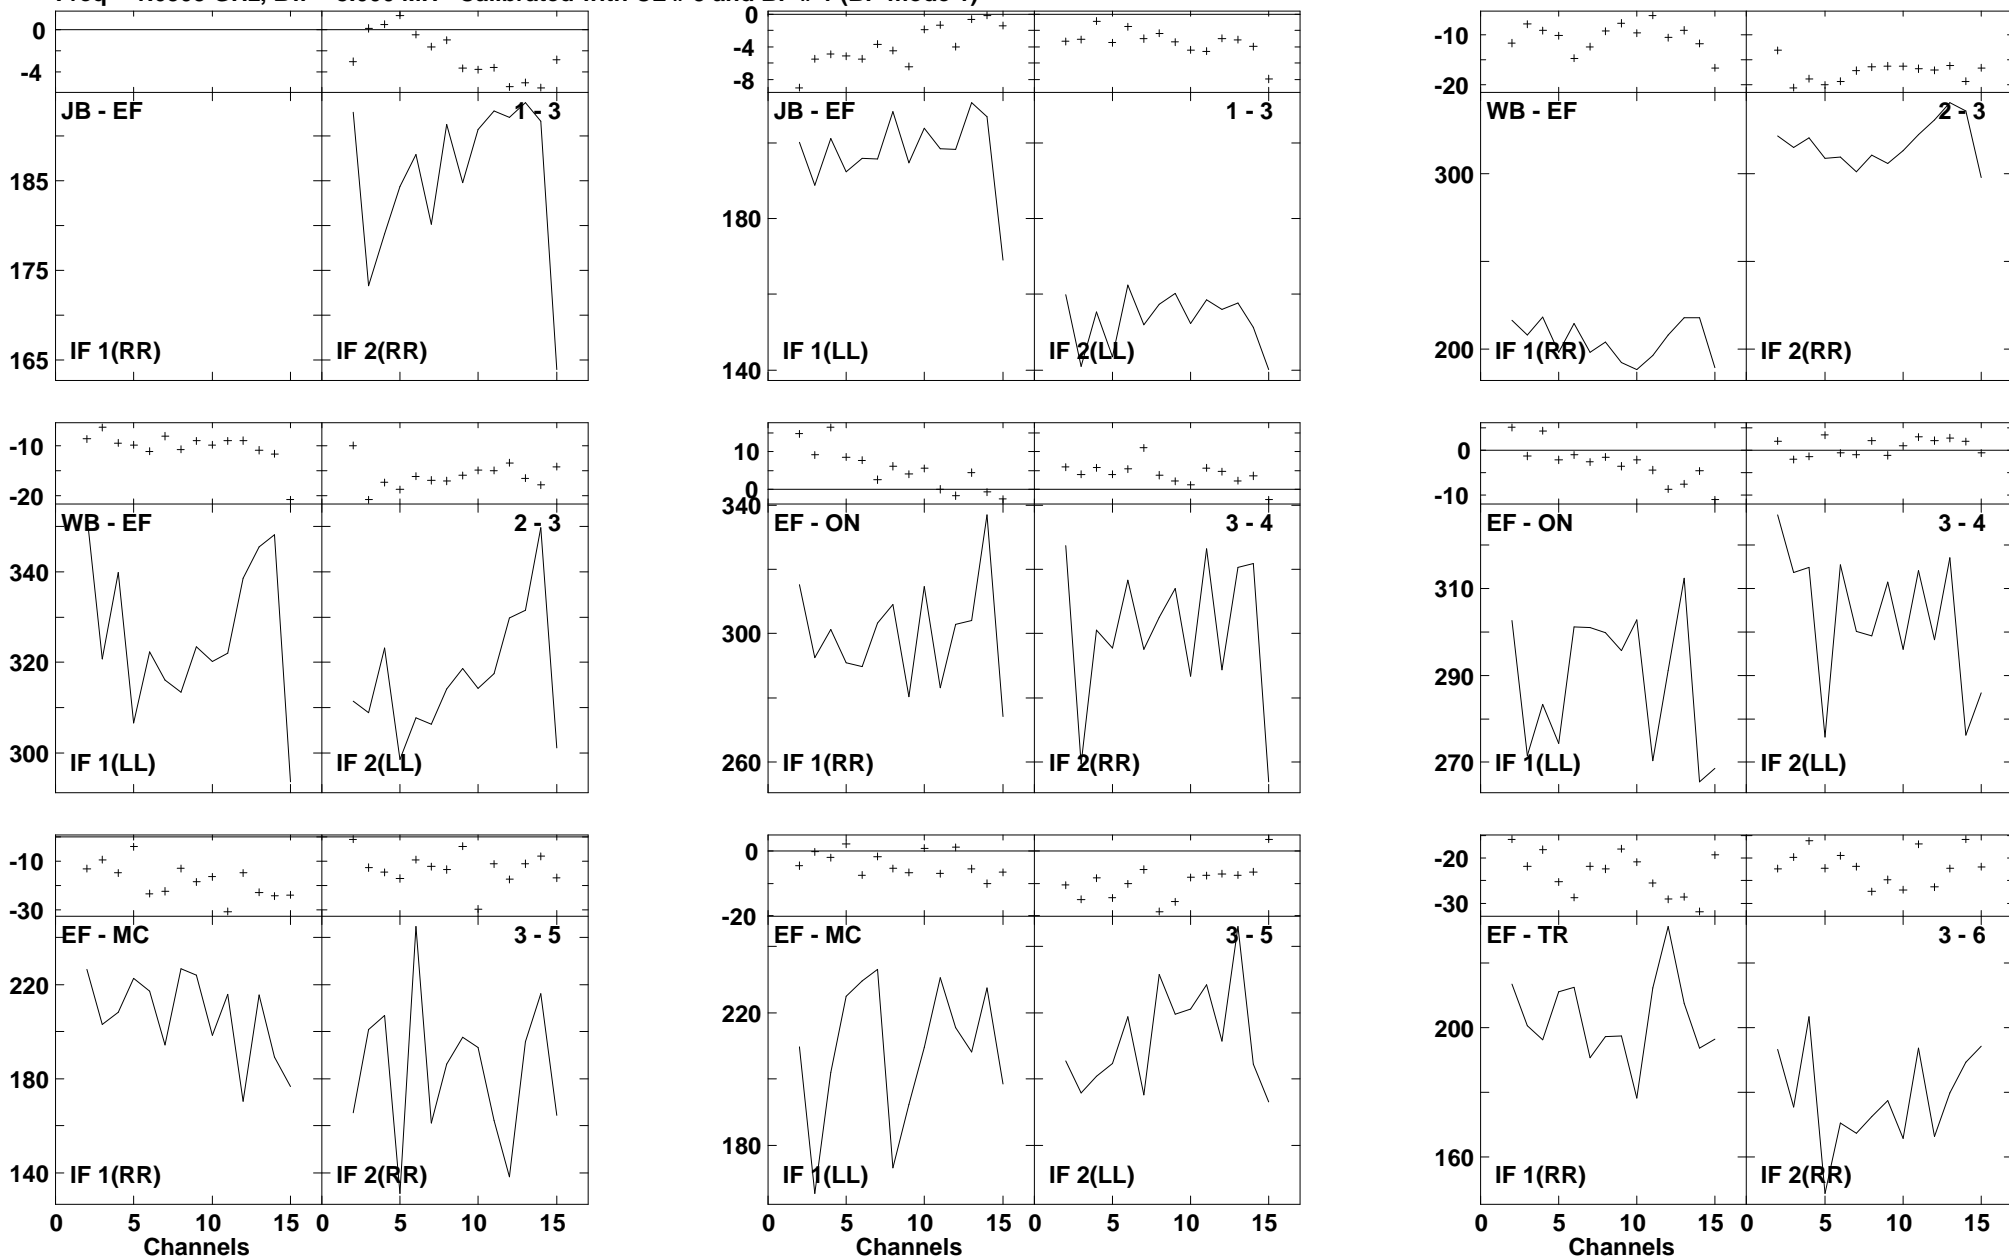 0 0
-4 -4 -10
-8 -20
JB - EF 1 - 3 JB - EF 1 - 3 WB - EF 2 - 3
185 180 300
175
165 140 200
IF 1(RR) IF 2(RR) IF 1(LL) IF 2(LL) IF 1(RR) IF 2(RR)
-10 10 0
-20 0 -10
340
WB - EF 2 - 3 EF - ON 3 - 4 EF - ON 3 - 4
340 300 310
320 290
300 260 270
IF 1(LL) IF 2(LL) IF 1(RR) IF 2(RR) IF 1(LL) IF 2(LL)
-10 0 -20
-30 -20 -30
EF - MC 3 - 5 EF - MC 3 - 5 EF - TR 3 - 6
220 220 200
180 180 160
140
IF 1(RR) IF 2(RR) IF 1(LL) IF 2(LL) IF 1(RR) IF 2(RR)
0 5 10 15 0 5 10 15 0 5 10 15 0 5 10 15 0 5 10 15 0 5 10 15
Channels Channels Channels